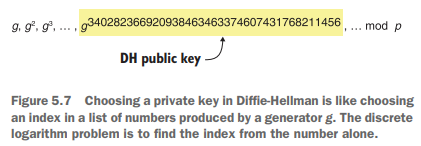 g, g², g³, ... , g³⁴⁰²⁸²³⁶⁶⁹²⁰⁹³⁸⁴⁶³⁴⁶³³⁷⁴⁶⁰⁷⁴³¹⁷⁶⁸²¹¹⁴⁵⁶, ... mod p
DH public key
Figure 5.7 Choosing a private key in Diffie-Hellman is like choosing
an index in a list of numbers produced by a generator g. The discrete
logarithm problem is to find the index from the number alone.